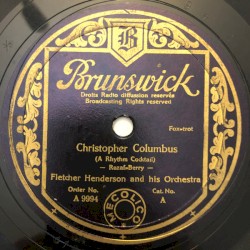 B
Brunswick
Droits Radio diffusion reservés
Broadcasting Rights reserved
Fox-trot
Christopher Columbus
(A Rhythm Cocktail)
— Razaf-Berry —
Fletcher Henderson and his Orchestra
Order No.
Cat. No.
A 9994
A
MECOLICO